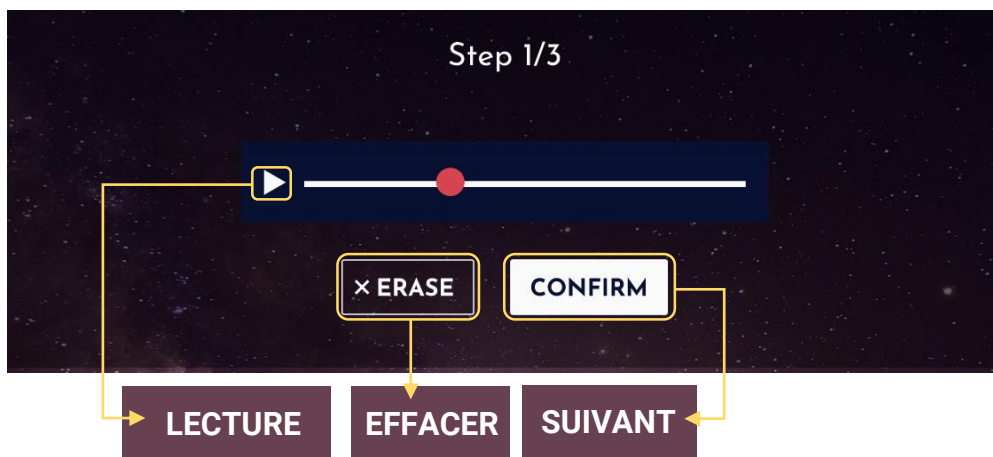 Step 1/3
× ERASE
CONFIRM
LECTURE
EFFACER
SUIVANT